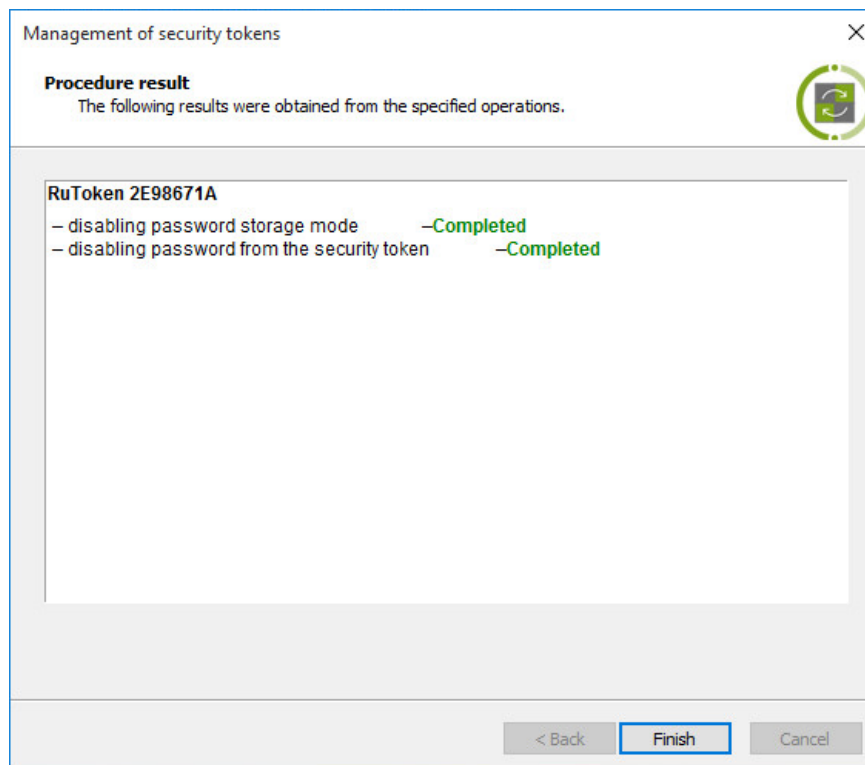 Management of security tokens
Procedure result
The following results were obtained from the specified operations.
RuToken 2E98671A
– disabling password storage mode –Completed
– disabling password from the security token –Completed
< Back Finish Cancel